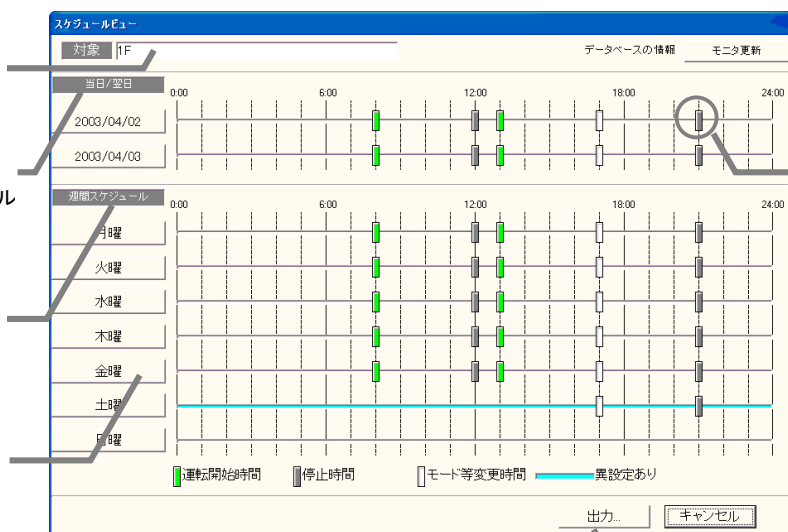 スケジュールビュー
対象 1F データベースの情報 モニタ更新
当日/翌日 0:00 6:00 12:00 18:00 24:00
2003/04/02
2003/04/03
ル
週間スケジュール 0:00 6:00 12:00 18:00 24:00
月曜
火曜
水曜
木曜
金曜
土曜
日曜
運転開始時間 停止時間 モード等変更時間 異設定あり
出力... キャンセル